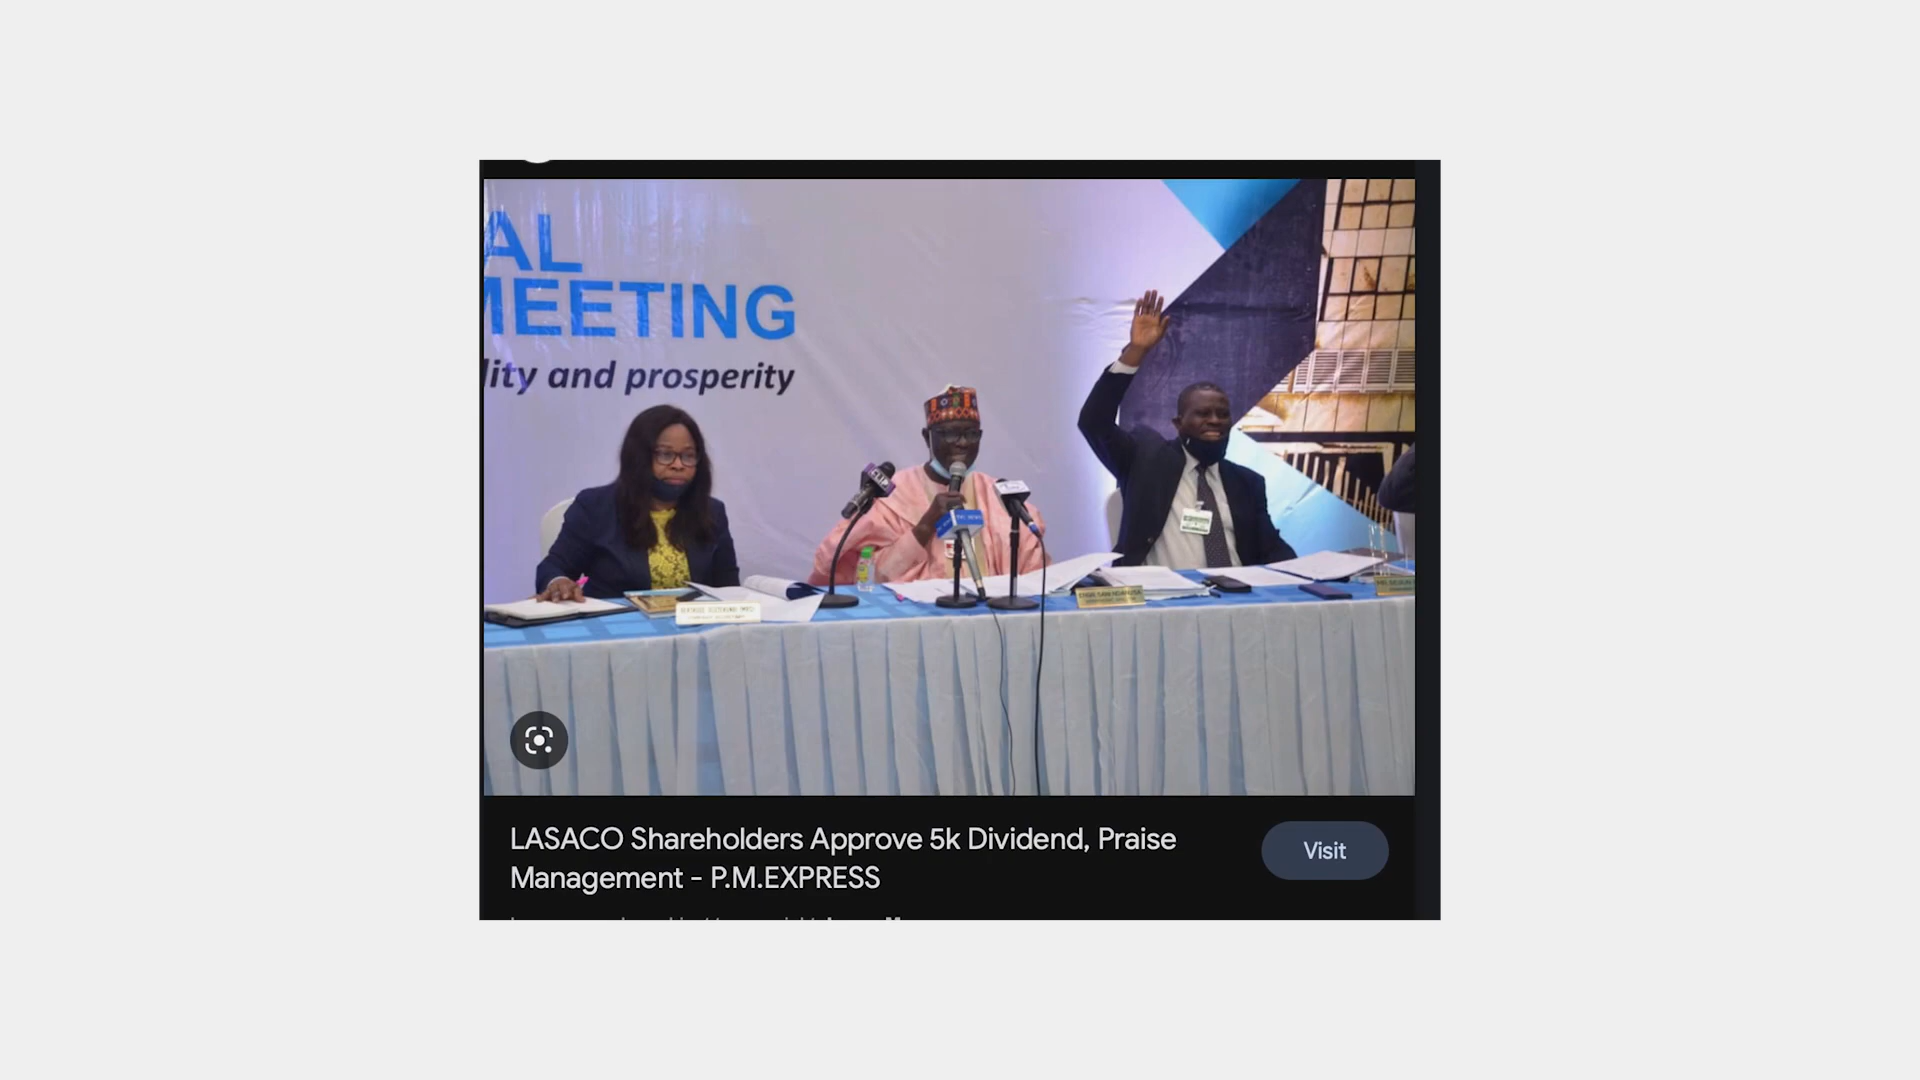 AL
MEETING
lity and prosperity
LASACO Shareholders Approve 5k Dividend, Praise
Management - P.M.EXPRESS
Visit